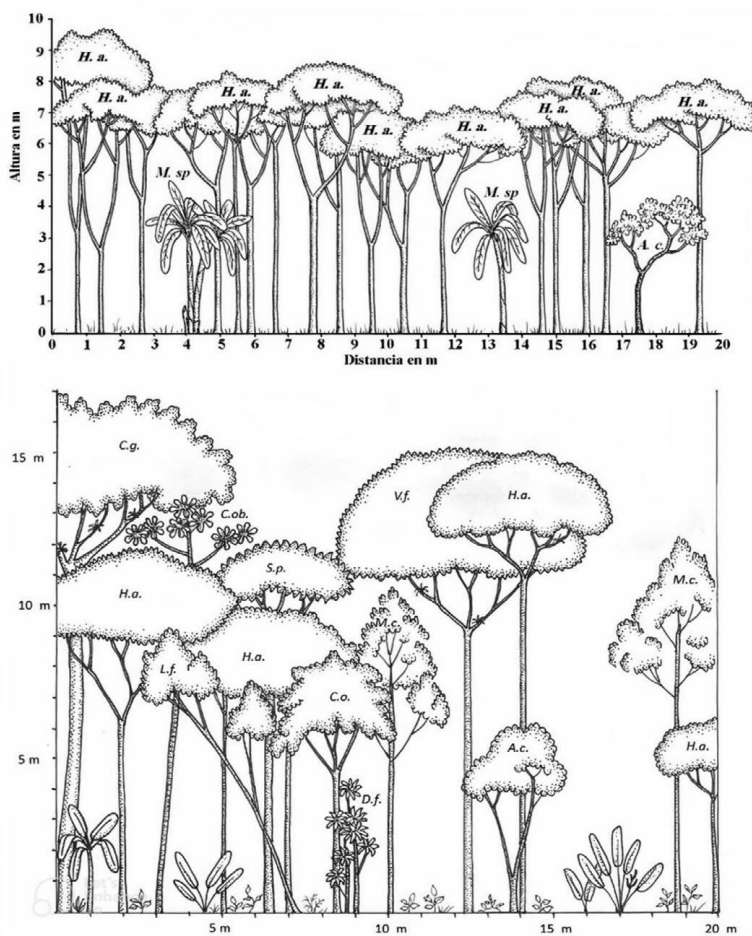 Altura en m
10
9
8
7
6
5
4
3
2
1
0
H. a.
H. a.
H. a.
H. a.
H. a.
H. a.
H. a.
H. a.
H. a.
M. sp
M. sp
A. c.
0 1 2 3 4 5 6 7 8 9 10 11 12 13 14 15 16 17 18 19 20
Distancia en m
15 m
10 m
5 m
C.g.
C.ob.
V.f.
H.a.
S.p.
H.a.
M.c.
M.c.
L.f.
H.a.
C.o.
A.c.
H.a.
D.f.
5 m 10 m 15 m 20 m